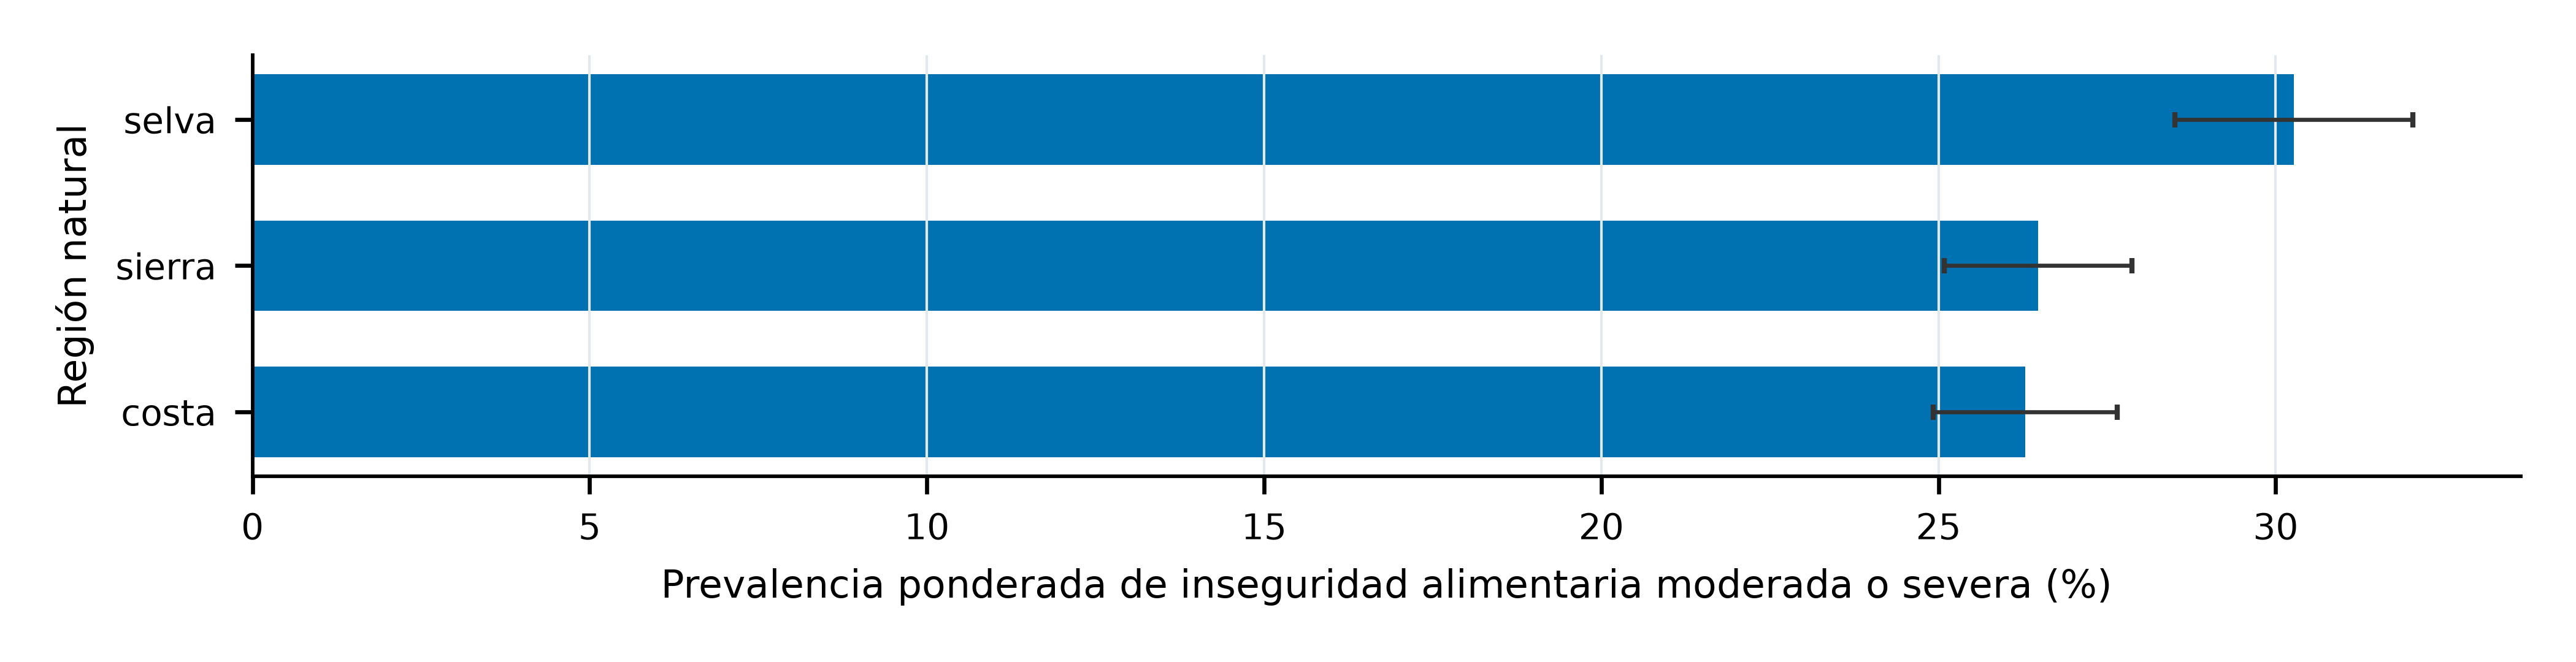 Región natural
selva
sierra
costa
0 5 10 15 20 25 30
Prevalencia ponderada de inseguridad alimentaria moderada o severa (%)